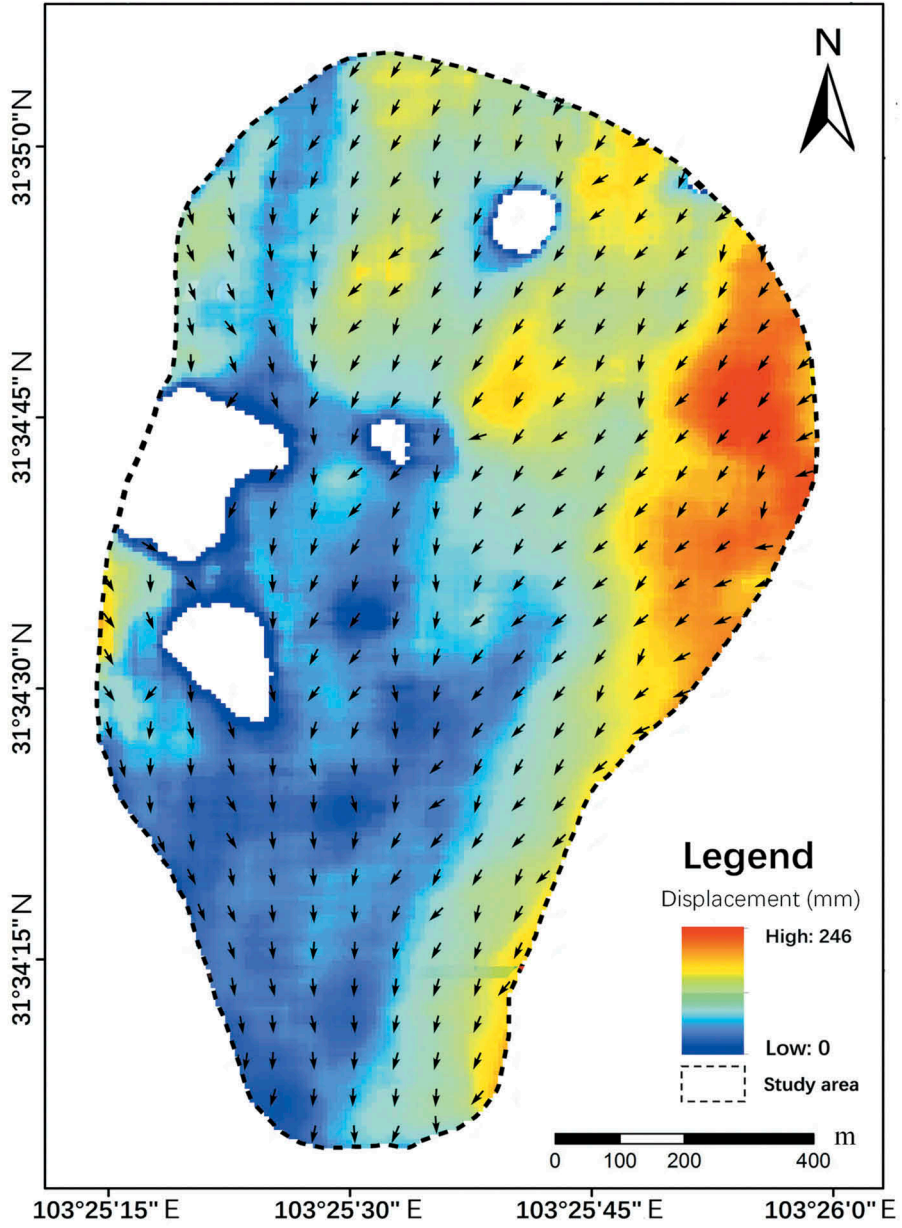 N
31°35'0"N
31°34'45"N
31°34'30"N
31°34'15"N
Legend
Displacement (mm)
High: 246
Low: 0
Study area
m
0 100 200 400
103°25'15" E 103°25'30" E 103°25'45" E 103°26'0" E